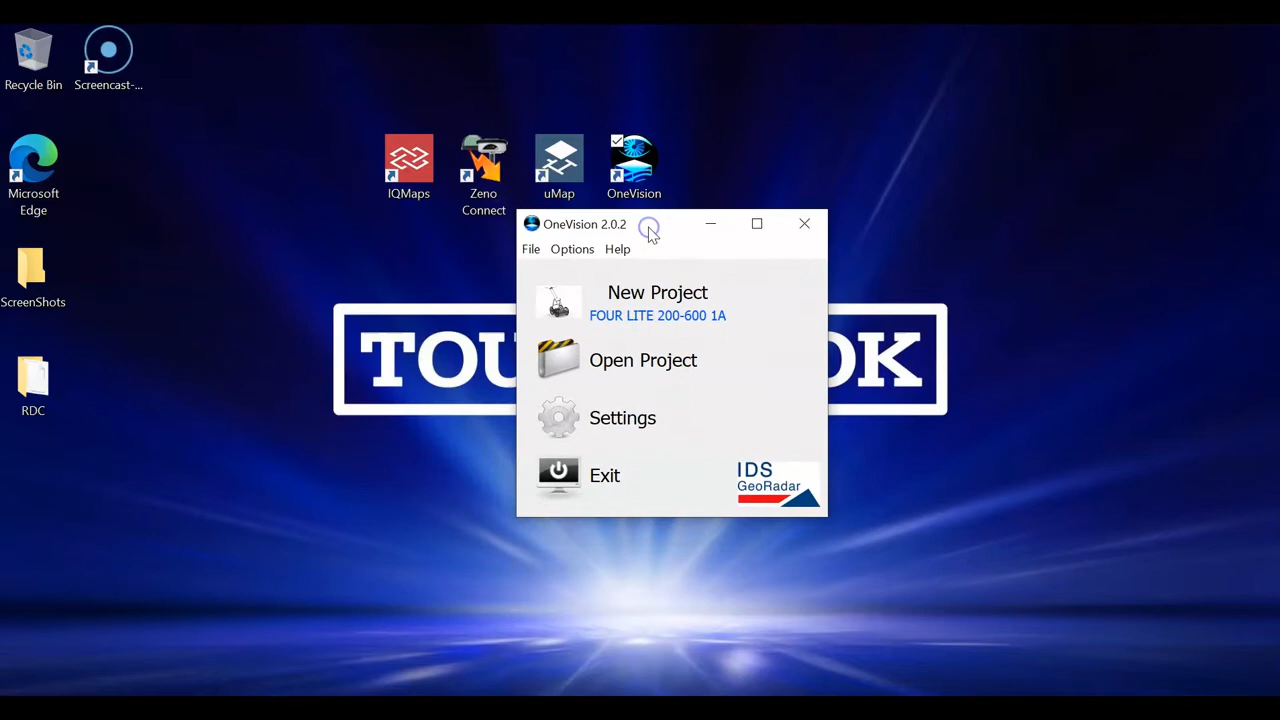 Recycle Bin
Screencast-...
Microsoft
Edge
ScreenShots
RDC
IQMaps
Zeno
Connect
uMap
OneVision
OneVision 2.0.2
File Options Help
New Project
FOUR LITE 200-600 1A
Open Project
Settings
Exit
IDS
GeoRadar
TOU
OK